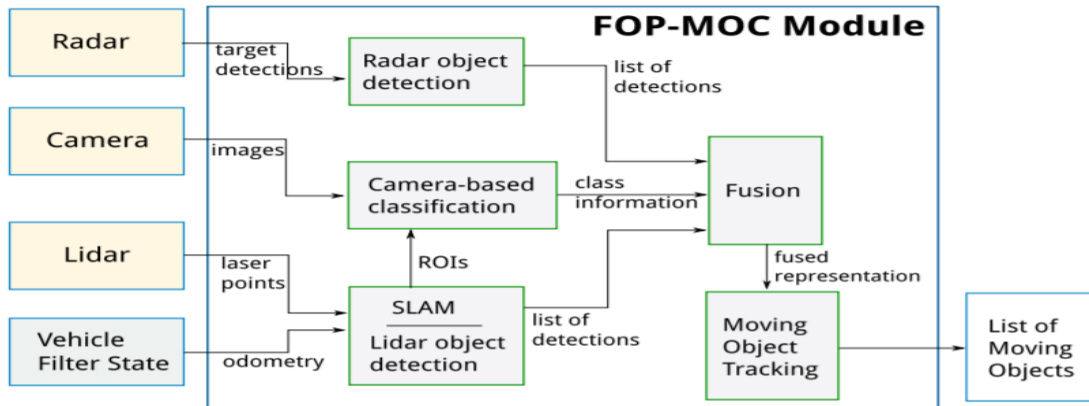 FOP-MOC Module
Radar
target
detections
Radar object
detection
list of
detections
Camera
images
Camera-based
classification
class
information
Fusion
Lidar
laser
points
ROIs
fused
representation
SLAM
Lidar object
detection
list of
detections
Vehicle
Filter State
odometry
Moving
Object
Tracking
List of
Moving
Objects